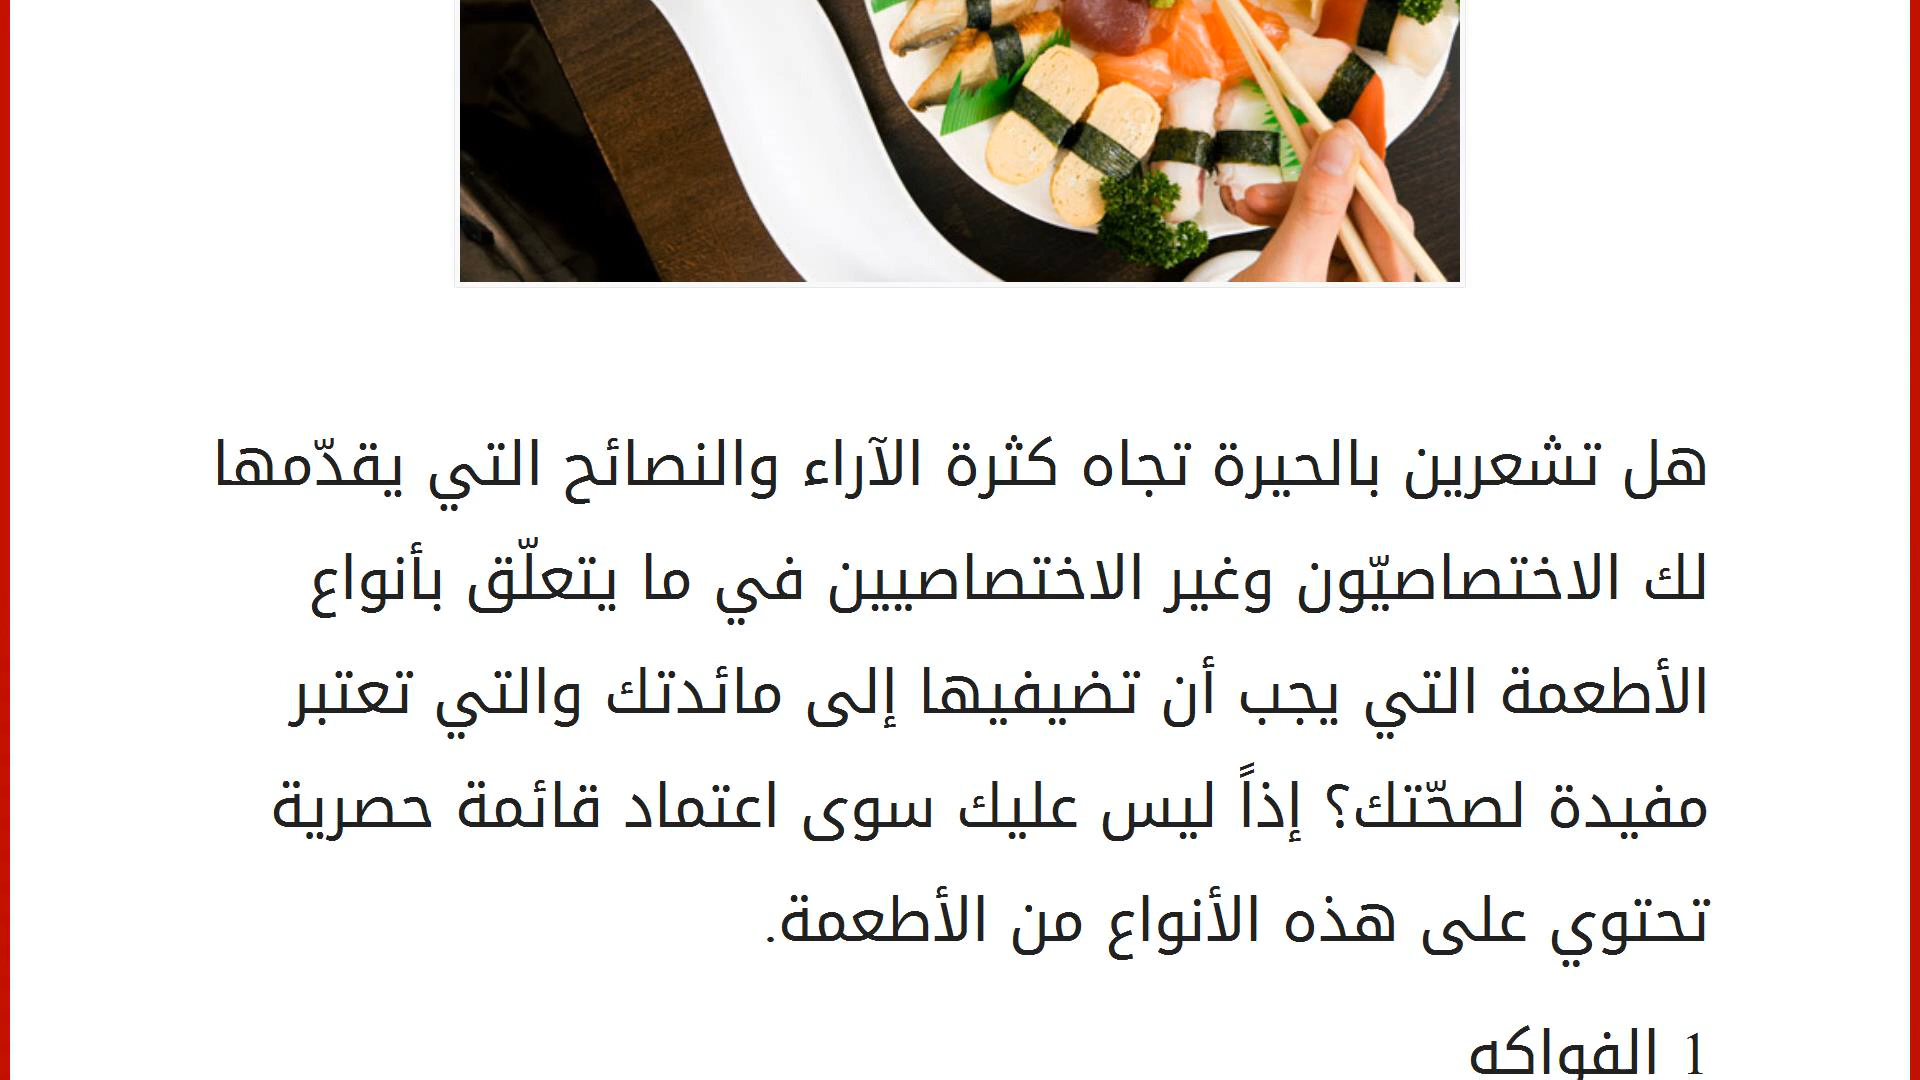 هل تشعرين بالحيرة تجاه كثرة الآراء والنصائح التي يقدّمها
لك الاختصاصيّون وغير الاختصاصيين في ما يتعلّق بأنواع
الأطعمة التي يجب أن تضيفيها إلى مائدتك والتي تعتبر
مفيدة لصحّتك؟ إذاً ليس عليك سوى اعتماد قائمة حصرية
تحتوي على هذه الأنواع من الأطعمة.
1 الفواكه